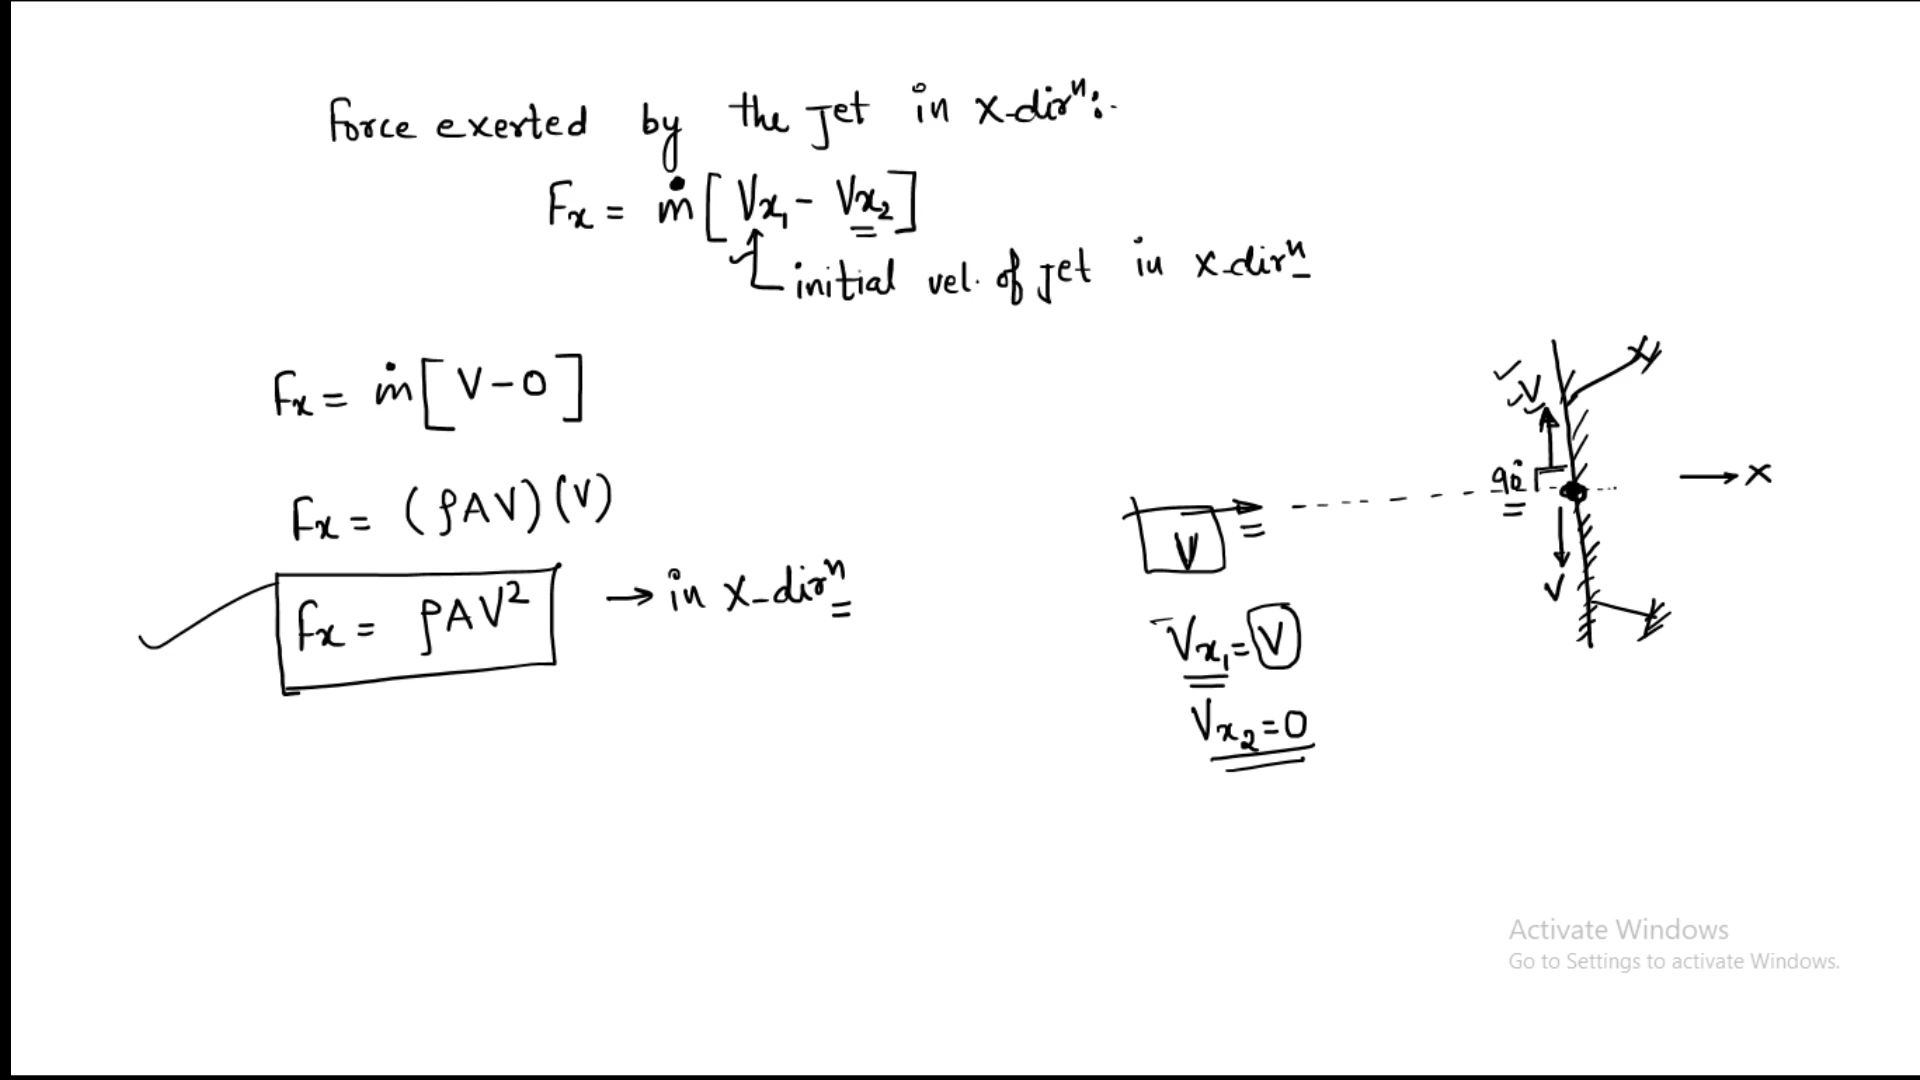 Force exerted by the Jet in x-dirⁿ:-
Fx = ṁ[Vx₁ - Vx₂]
initial vel. of Jet in x-dirⁿ
Fx = ṁ[V-0]
Fx = (ρAV)(V)
Fx = ρAV² → in x-dirⁿ
V
90°
→ x
V
V
Vx₁ = V
Vx₂ = 0
Activate Windows
Go to Settings to activate Windows.